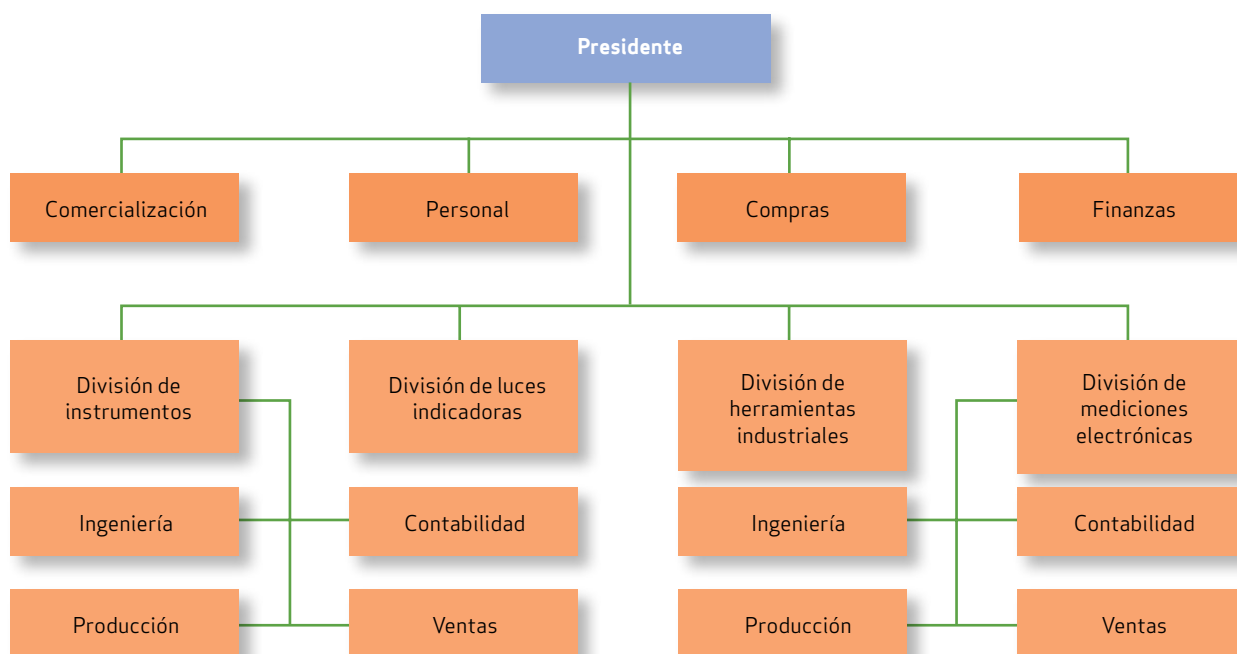 Presidente
Comercialización
Personal
Compras
Finanzas
División de
instrumentos
División de luces
indicadoras
División de
herramientas
industriales
División de
mediciones
electrónicas
Ingeniería
Contabilidad
Ingeniería
Contabilidad
Producción
Ventas
Producción
Ventas